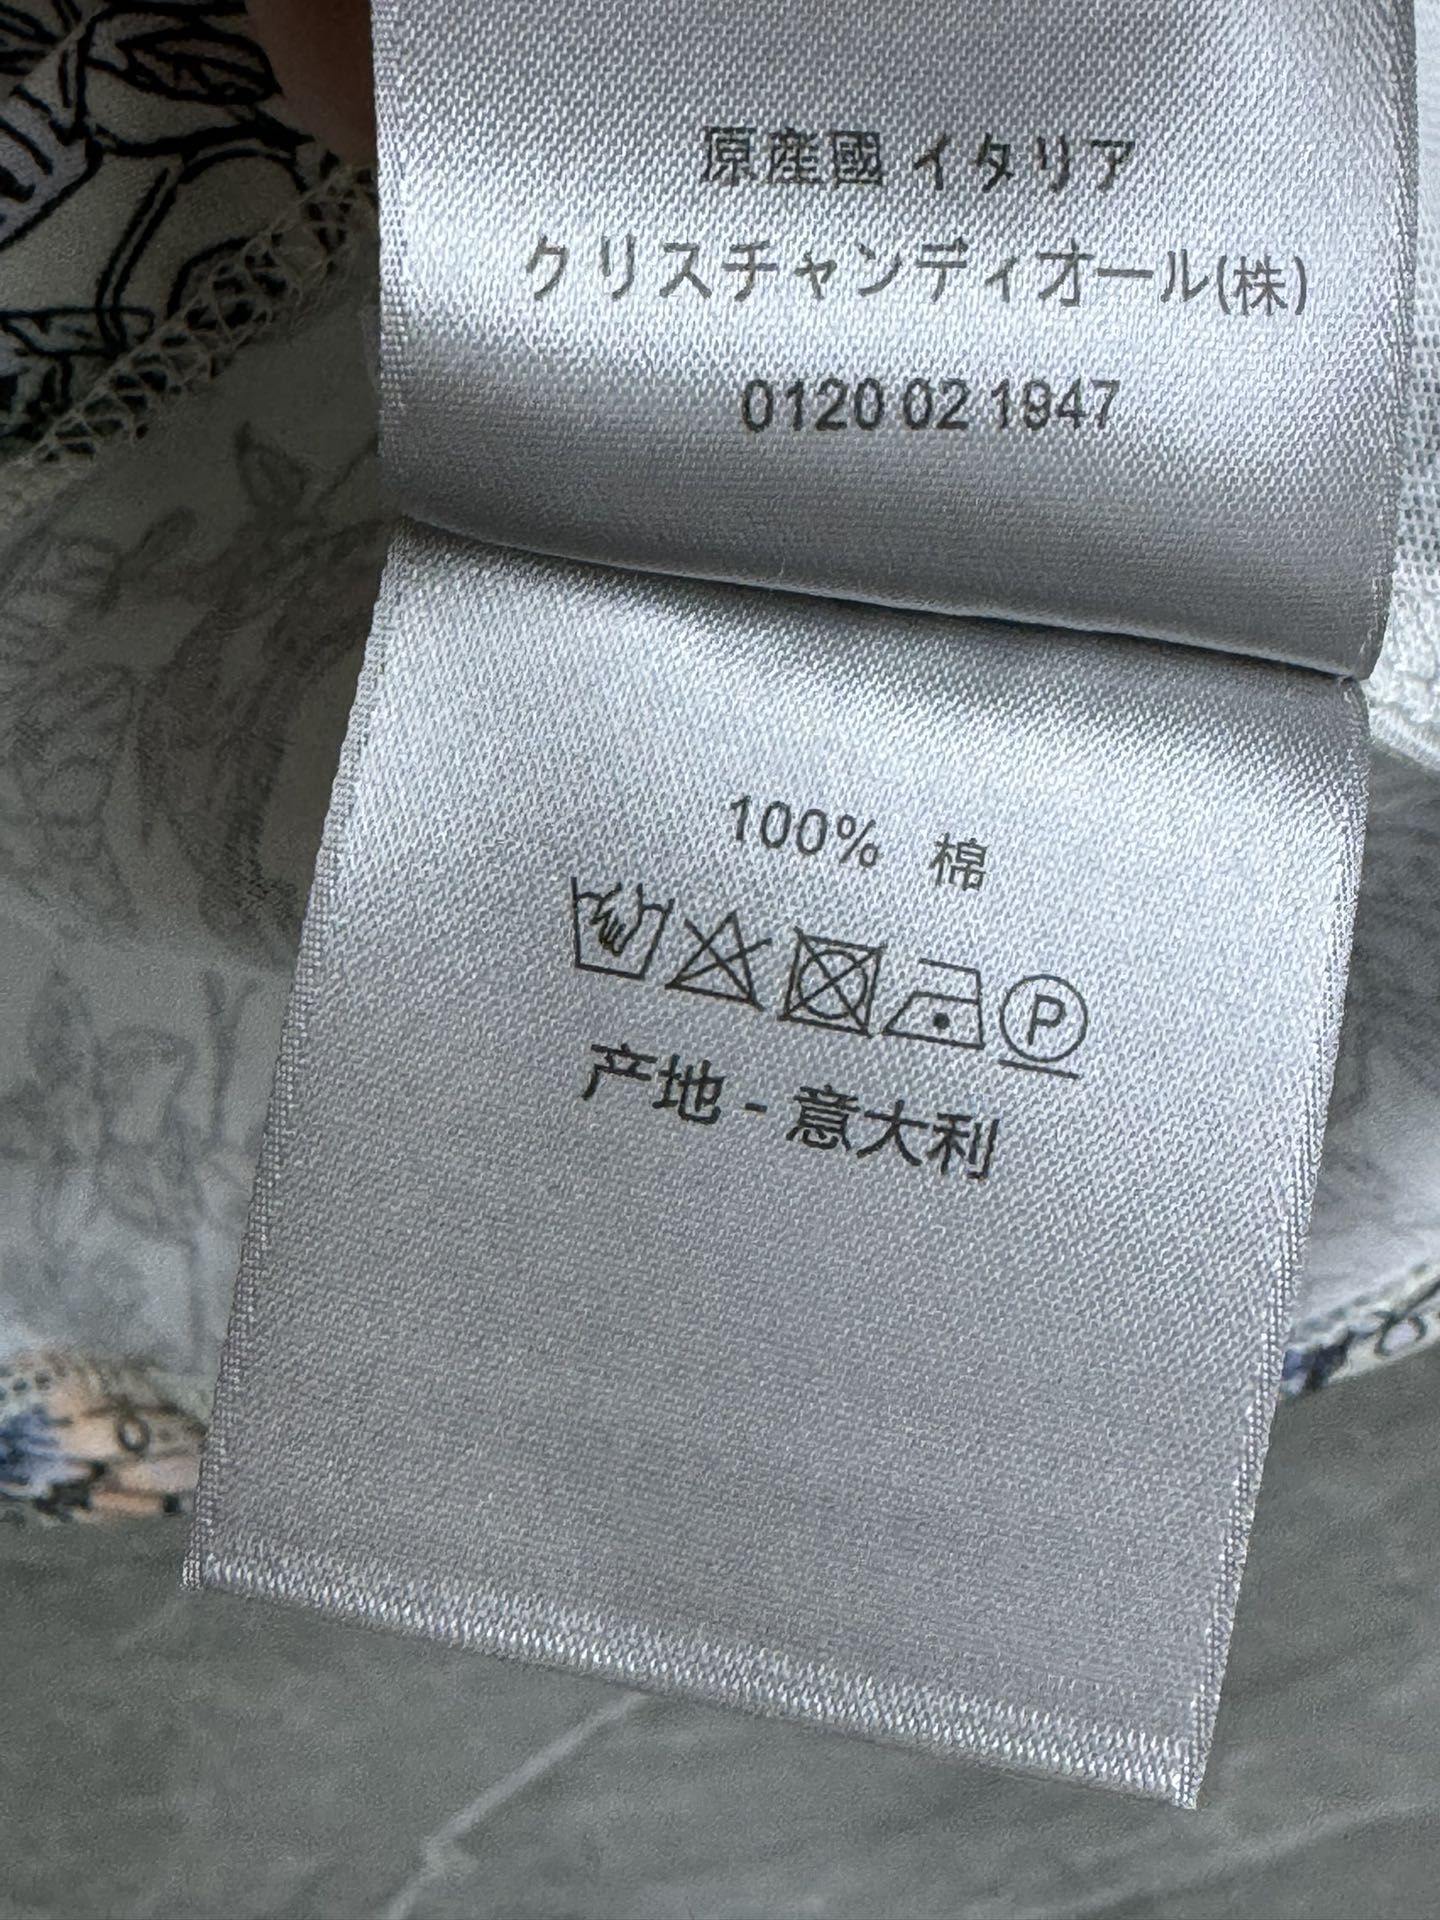 原産國 イタリア
クリスチャンディオール(株)
0120 02 1947
100% 棉
P
产地 - 意大利